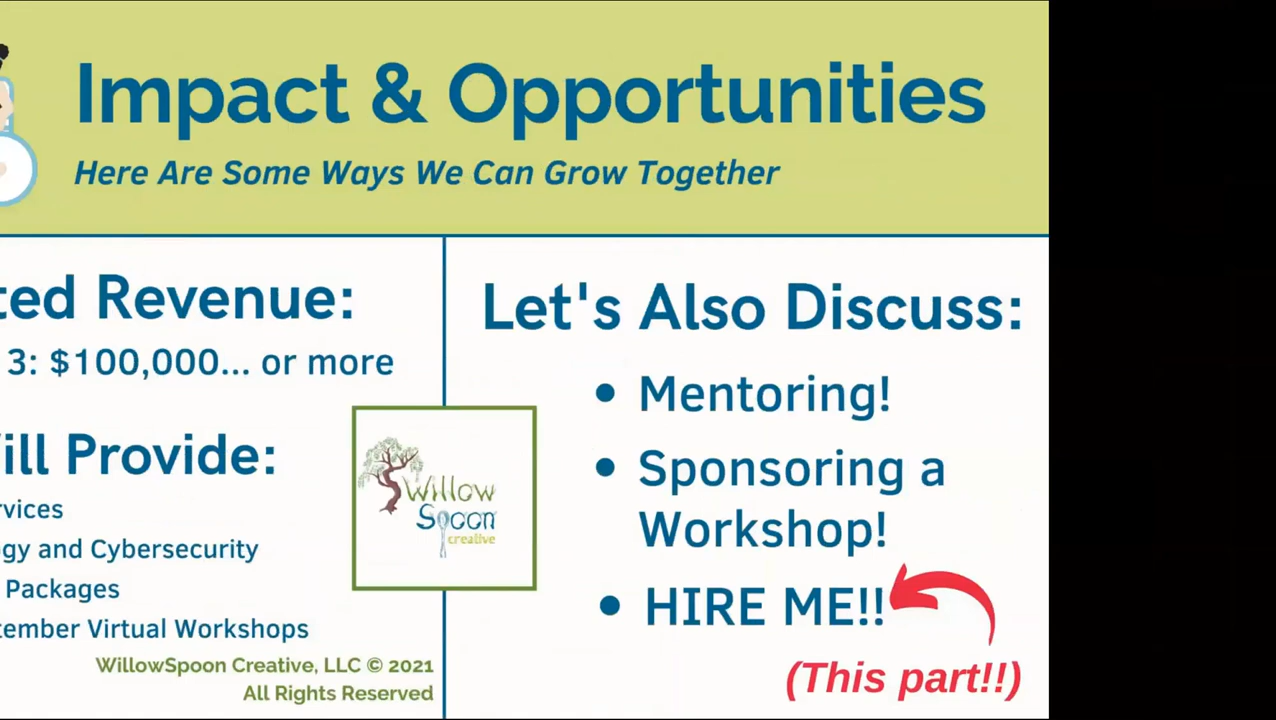 Impact & Opportunities
Here Are Some Ways We Can Grow Together
ted Revenue:
3: $100,000... or more
ill Provide:
rvices
gy and Cybersecurity
Packages
tember Virtual Workshops
WillowSpoon Creative, LLC © 2021
All Rights Reserved
Willow
Spoon
creative
Let's Also Discuss:
• Mentoring!
• Sponsoring a
Workshop!
• HIRE ME!!
(This part!!)